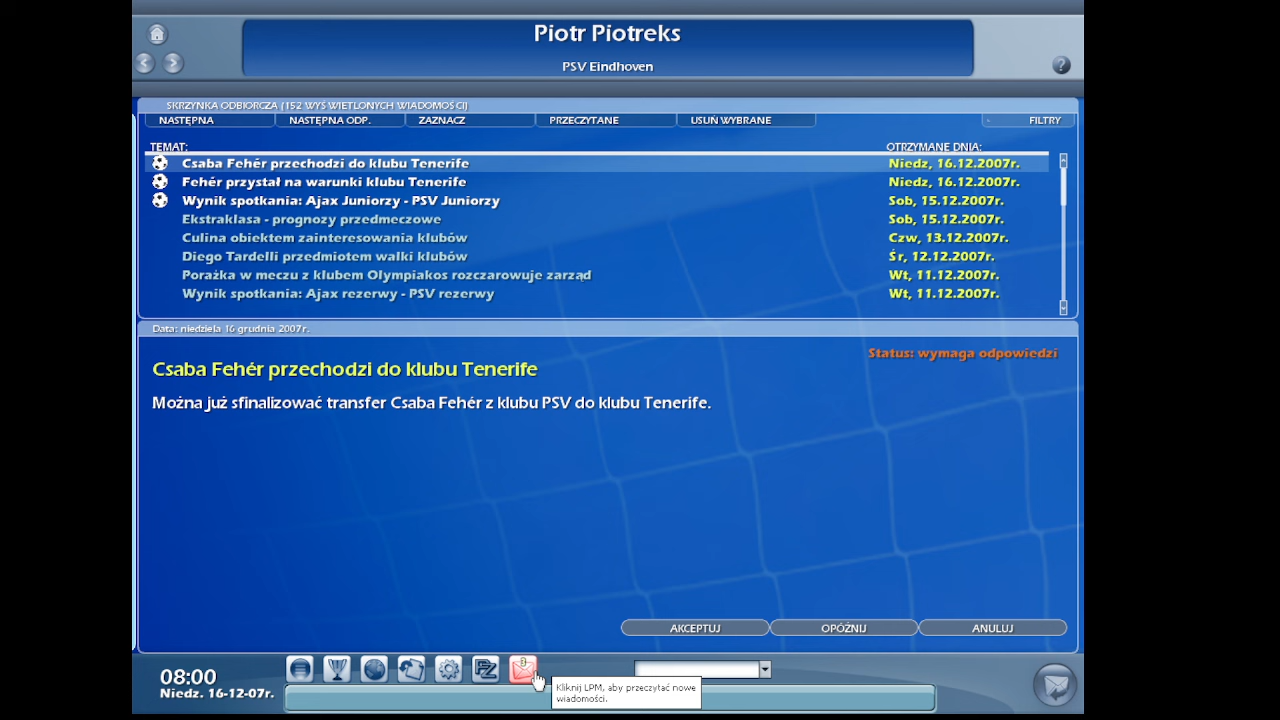 Piotr Piotreks
PSV Eindhoven
?
SKRZYNKA ODBIORCZA (152 WYŚWIETLONYCH WIADOMOŚCI)
NASTĘPNA NASTĘPNA ODP. ZAZNACZ PRZECZYTANE USUŃ WYBRANE FILTRY
TEMAT: OTRZYMANE DNIA:
Csaba Fehér przechodzi do klubu Tenerife Niedz, 16.12.2007r.
Fehér przystał na warunki klubu Tenerife Niedz, 16.12.2007r.
Wynik spotkania: Ajax Juniorzy - PSV Juniorzy Sob, 15.12.2007r.
Ekstraklasa - prognozy przedmeczowe Sob, 15.12.2007r.
Culina obiektem zainteresowania klubów Czw, 13.12.2007r.
Diego Tardelli przedmiotem walki klubów Śr, 12.12.2007r.
Porażka w meczu z klubem Olympiakos rozczarowuje zarząd Wt, 11.12.2007r.
Wynik spotkania: Ajax rezerwy - PSV rezerwy Wt, 11.12.2007r.
Data: niedziela 16 grudnia 2007r.
Status: wymaga odpowiedzi
Csaba Fehér przechodzi do klubu Tenerife
Można już sfinalizować transfer Csaba Fehér z klubu PSV do klubu Tenerife.
AKCEPTUJ OPÓŹNIJ ANULUJ
08:00
Niedz. 16-12-07r.
FZ
3
Kliknij LPM, aby przeczytać nowe
wiadomości.